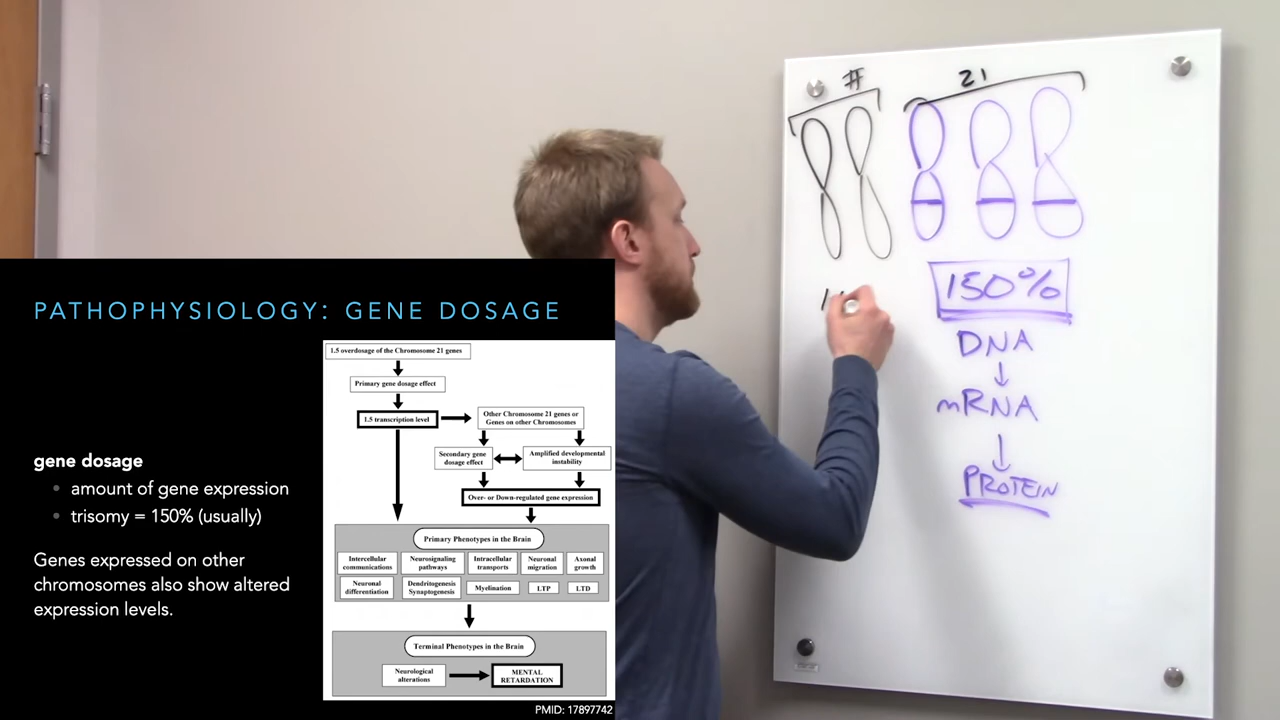 PATHOPHYSIOLOGY: GENE DOSAGE
gene dosage
• amount of gene expression
• trisomy = 150% (usually)
Genes expressed on other
chromosomes also show altered
expression levels.
1.5 overdosage of the Chromosome 21 genes
Primary gene dosage effect
1.5 transcription level
Other Chromosome 21 genes or
Genes on other Chromosomes
Secondary gene
dosage effect
Amplified developmental
instability
Over- or Down-regulated gene expression
Primary Phenotypes in the Brain
Intercellular
communications
Neurosignaling
pathways
Intracellular
transports
Neuronal
migration
Axonal
growth
Neuronal
differentiation
Dendritogenesis
Synaptogenesis
Myelination
LTP
LTD
Terminal Phenotypes in the Brain
Neurological
alterations
MENTAL
RETARDATION
PMID: 17897742
#
21
150%
DNA
mRNA
PROTEIN